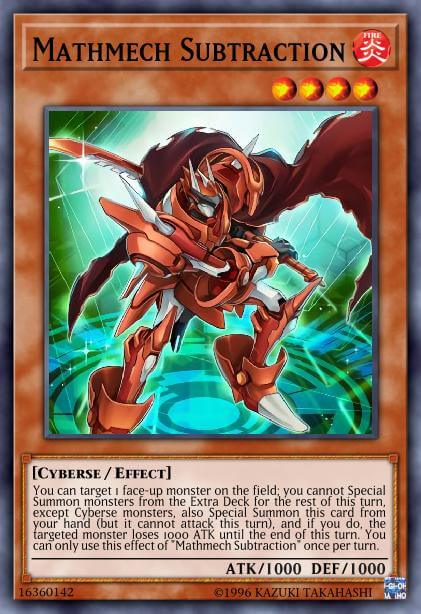 MATHMECH SUBTRACTION
FIRE
炎
[CYBERSE / EFFECT]
You can target 1 face-up monster on the field; you cannot Special
Summon monsters from the Extra Deck for the rest of this turn,
except Cyberse monsters, also Special Summon this card from
your hand (but it cannot attack this turn), and if you do, the
targeted monster loses 1000 ATK until the end of this turn. You
can only use this effect of "Mathmech Subtraction" once per turn.
ATK/1000 DEF/1000
16360142
©1996 KAZUKI TAKAHASHI